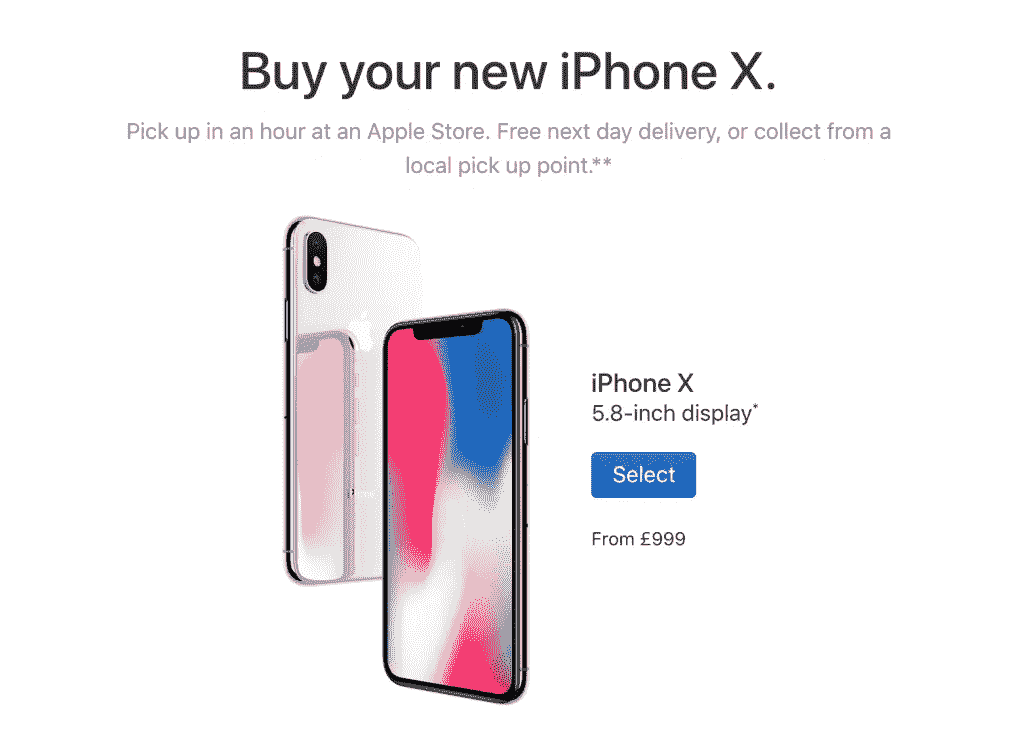 Buy your new iPhone X.
Pick up in an hour at an Apple Store. Free next day delivery, or collect from a
local pick up point.**
iPhone X
5.8-inch display*
Select
From £999